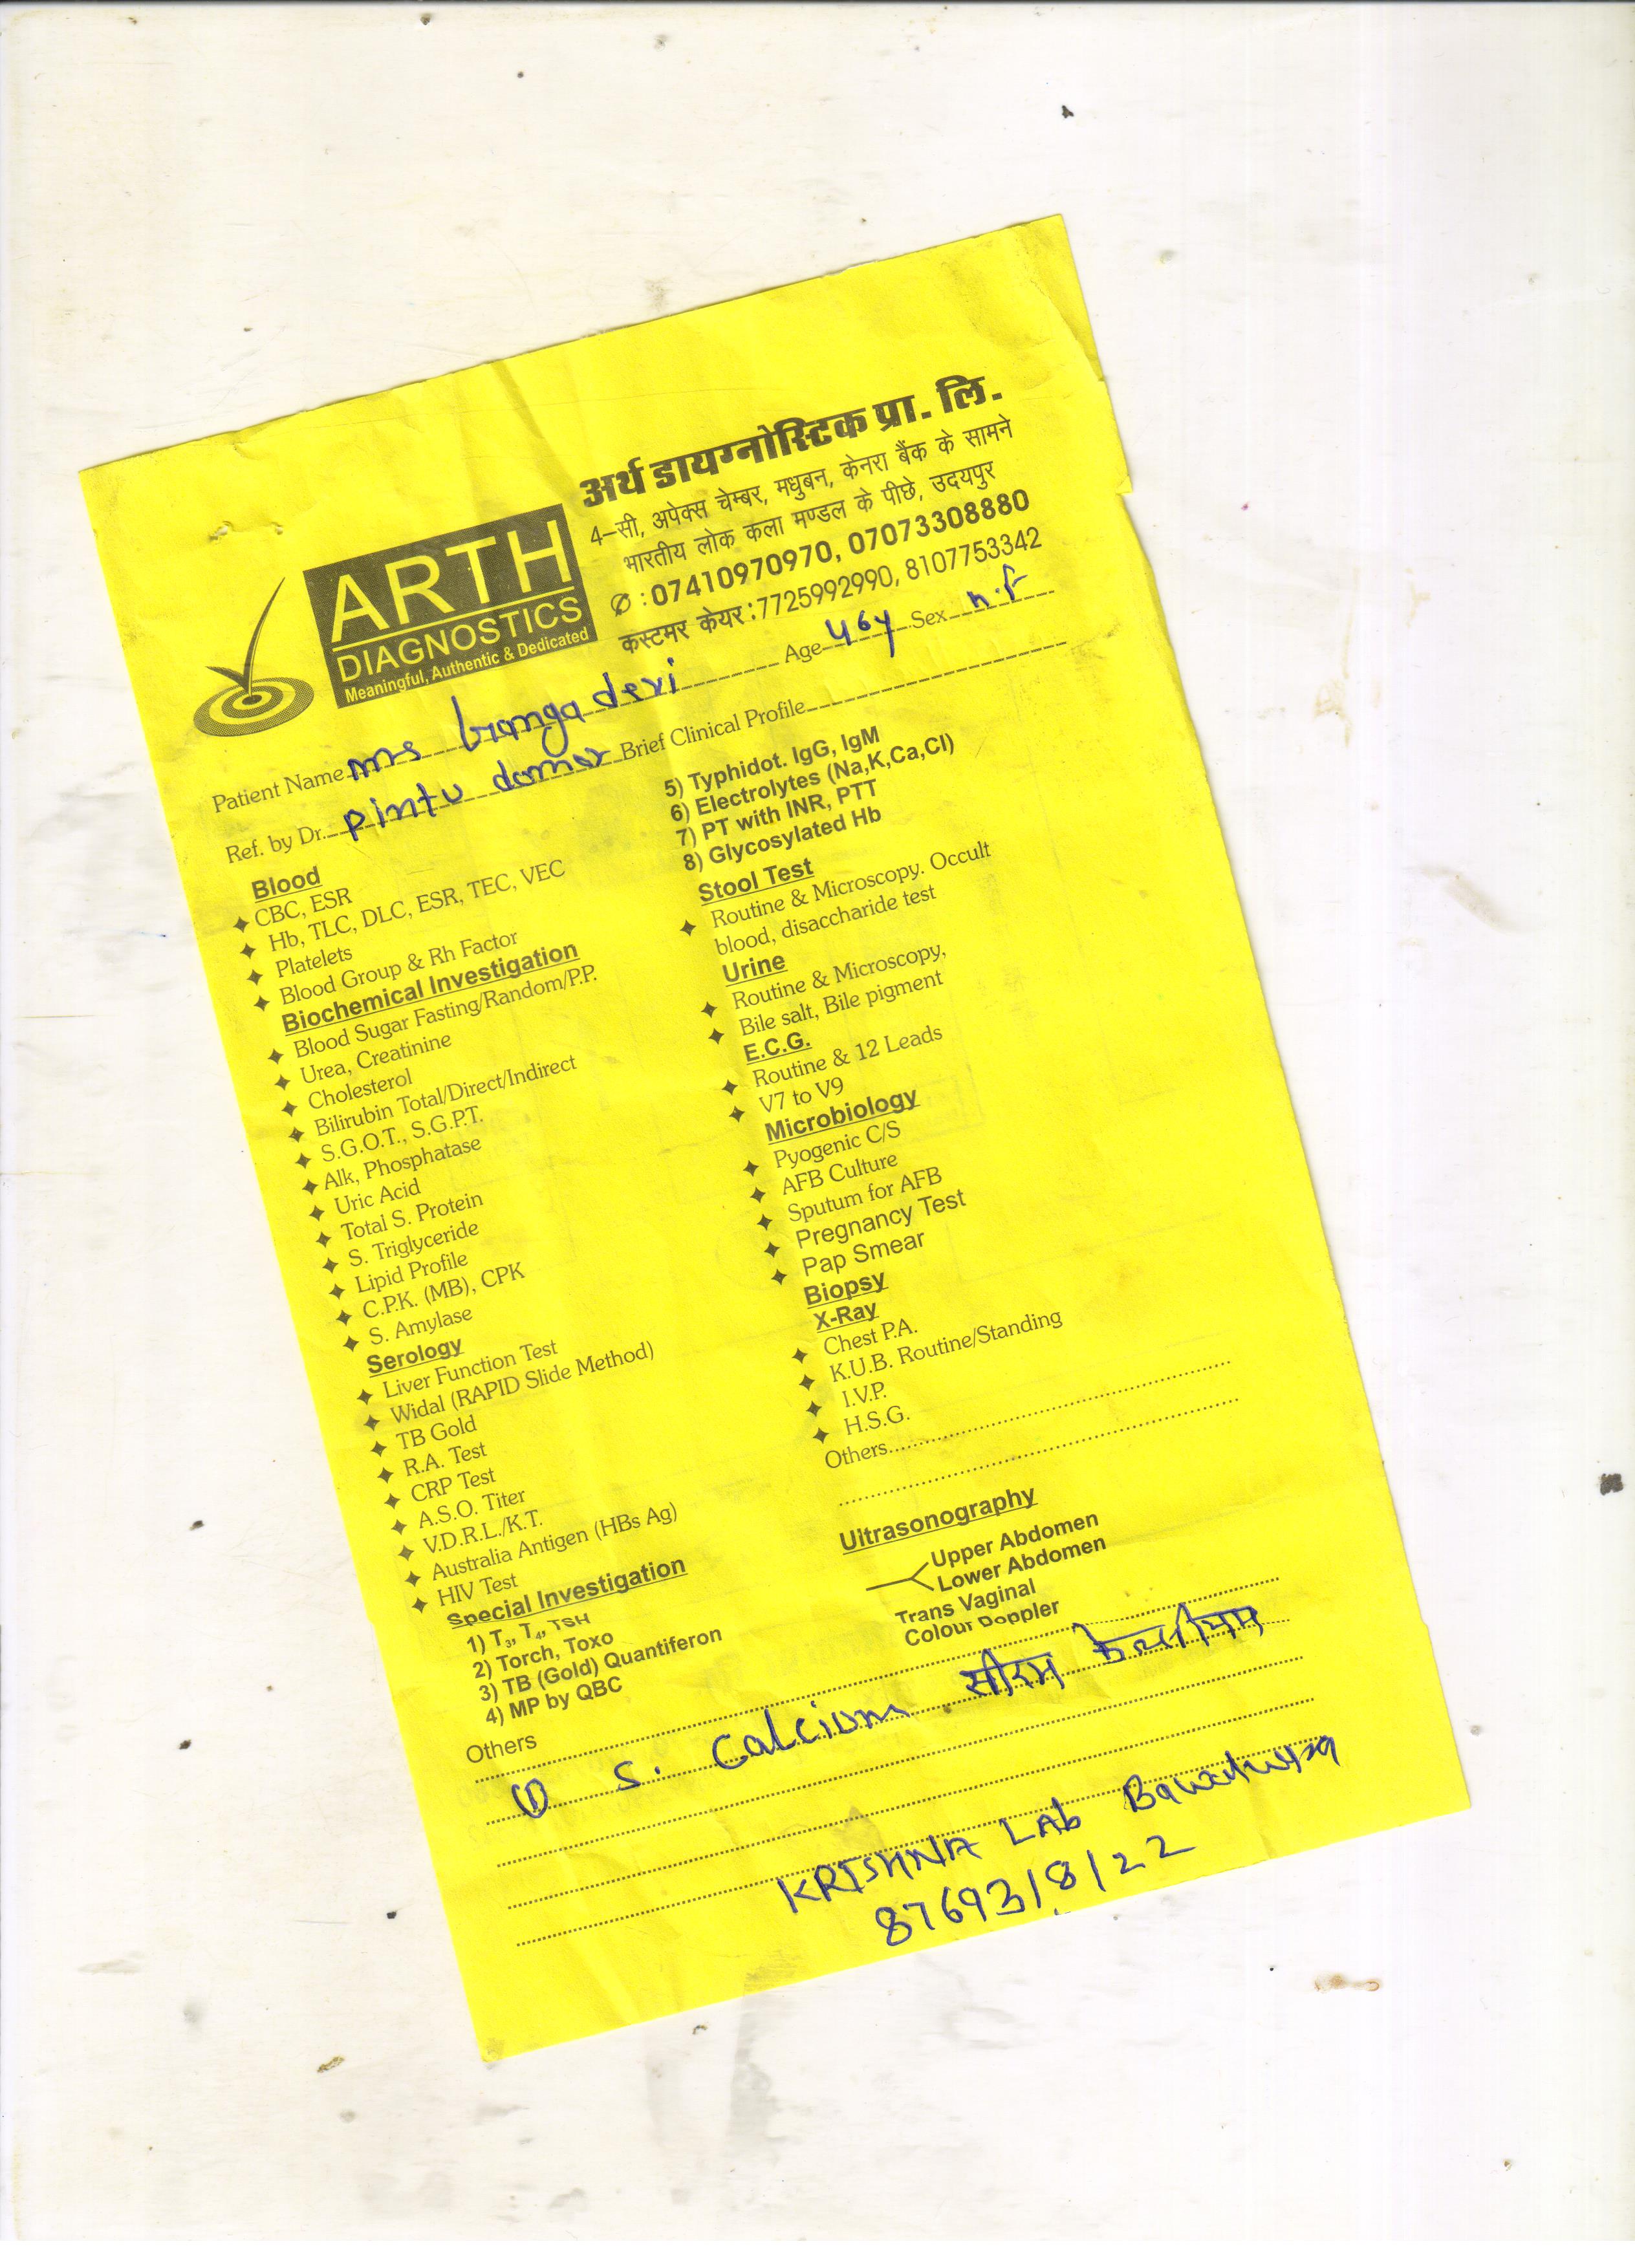 अर्थ डायग्नोस्टिक प्रा. लि.
4-सी, अपेक्स चेम्बर, मधुबन, केनरा बैंक के सामने
भारतीय लोक कला मण्डल के पीछे, उदयपुर
: 07410970970, 07073308880
कस्टमर केयर : 7725992990, 8107753342
ARTH
DIAGNOSTICS
Meaningful, Authentic & Dedicated
Patient Name mrs devi Age 46y Sex
Ref. by Dr. pintu Brief Clinical Profile
Blood
CBC, ESR
Hb, TLC, DLC, ESR, TEC, VEC
Platelets
Blood Group & Rh Factor
Biochemical Investigation
Blood Sugar Fasting/Random/P.P.
Urea, Creatinine
Cholesterol
Bilirubin Total/Direct/Indirect
S.G.O.T., S.G.P.T.
Alk, Phosphatase
Uric Acid
Total S. Protein
S. Triglyceride
Lipid Profile
C.P.K. (MB), CPK
S. Amylase
Serology
Liver Function Test
Widal (RAPID Slide Method)
TB Gold
R.A. Test
CRP Test
A.S.O. Titer
V.D.R.L./K.T.
Australia Antigen (HBs Ag)
HIV Test
Special Investigation
1) T3, T4, TSH
2) Torch, Toxo
3) TB (Gold) Quantiferon
4) MP by QBC
5) Typhidot. IgG, IgM
6) Electrolytes (Na,K,Ca,Cl)
7) PT with INR, PTT
8) Glycosylated Hb
Stool Test
Routine & Microscopy. Occult
blood, disaccharide test
Urine
Routine & Microscopy,
Bile salt, Bile pigment
E.C.G.
Routine & 12 Leads
V7 to V9
Microbiology
Pyogenic C/S
AFB Culture
Sputum for AFB
Pregnancy Test
Pap Smear
Biopsy
X-Ray
Chest P.A.
K.U.B. Routine/Standing
I.V.P.
H.S.G.
Others
Ultrasonography
Upper Abdomen
Lower Abdomen
Trans Vaginal
Colour Doppler
Others
① S. Calcium सीरम
KRISHNA LAb
8769318122